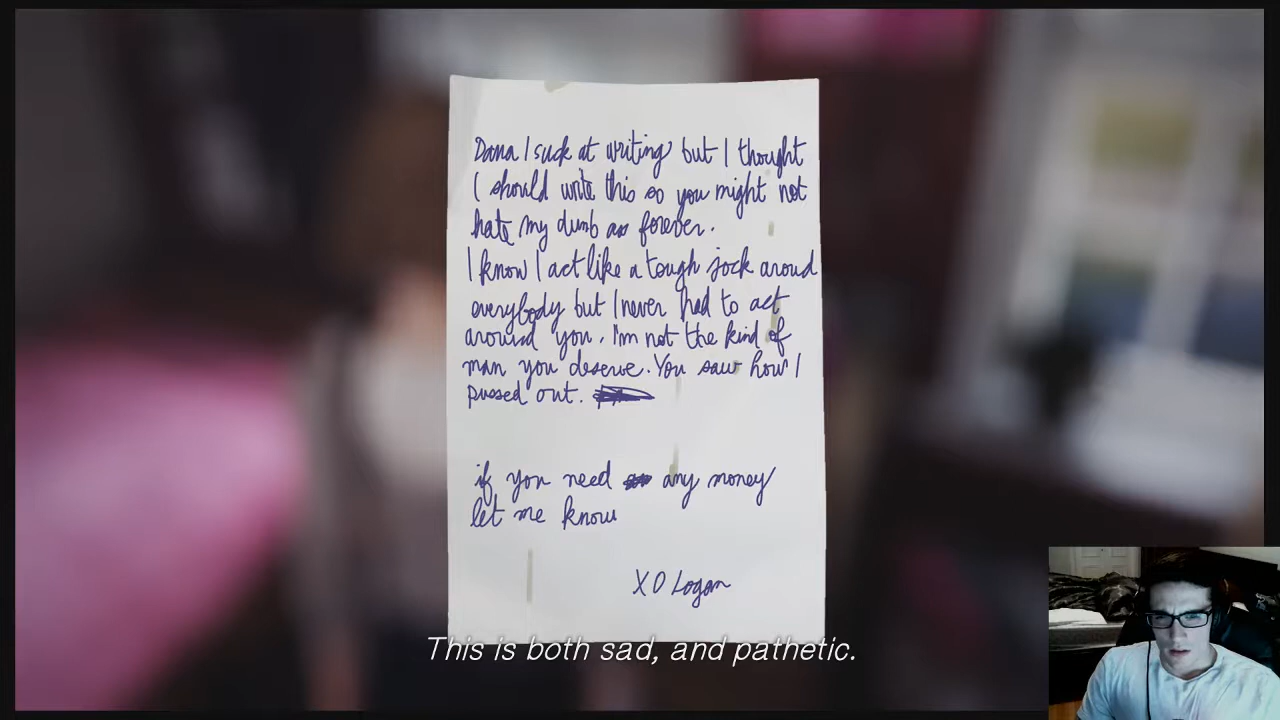 Dana I suck at writing but I thought
I should write this so you might not
hate my dumb ass forever.
I know I act like a tough jock aroud
everybody but I never had to act
around you. I'm not the kind of
man you deserve. You saw how I
pussed out.
if you need any money
let me know
XO Logan
This is both sad, and pathetic.